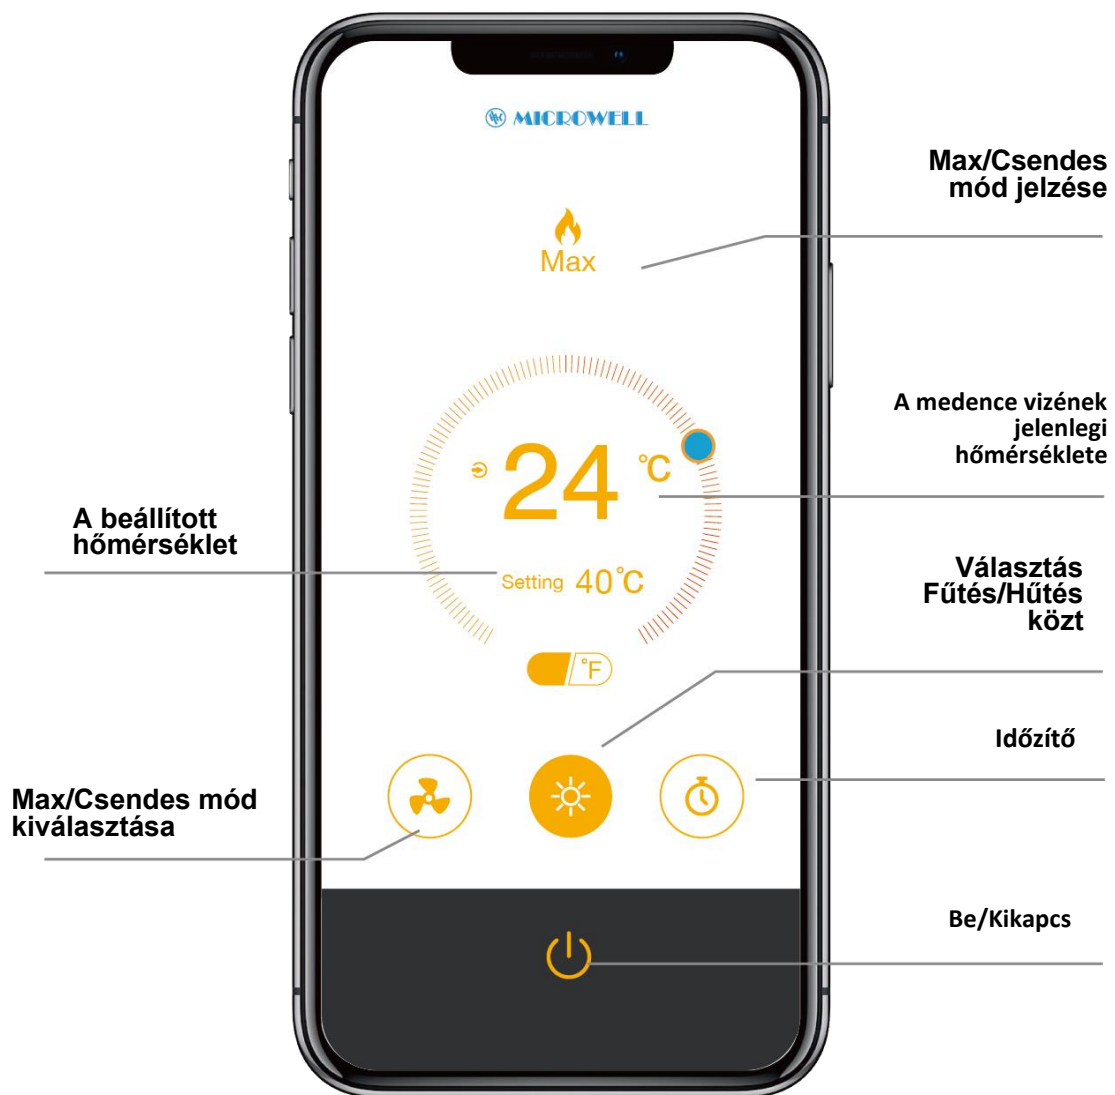 MICROWELL
Max/Csendes
mód jelzése
Max
A medence vizének
jelenlegi
hőmérséklete
24 °C
A beállított
hőmérséklet
Setting 40°C
Választás
Fűtés/Hűtés
közt
°F
Időzítő
Max/Csendes mód
kiválasztása
Be/Kikapcs